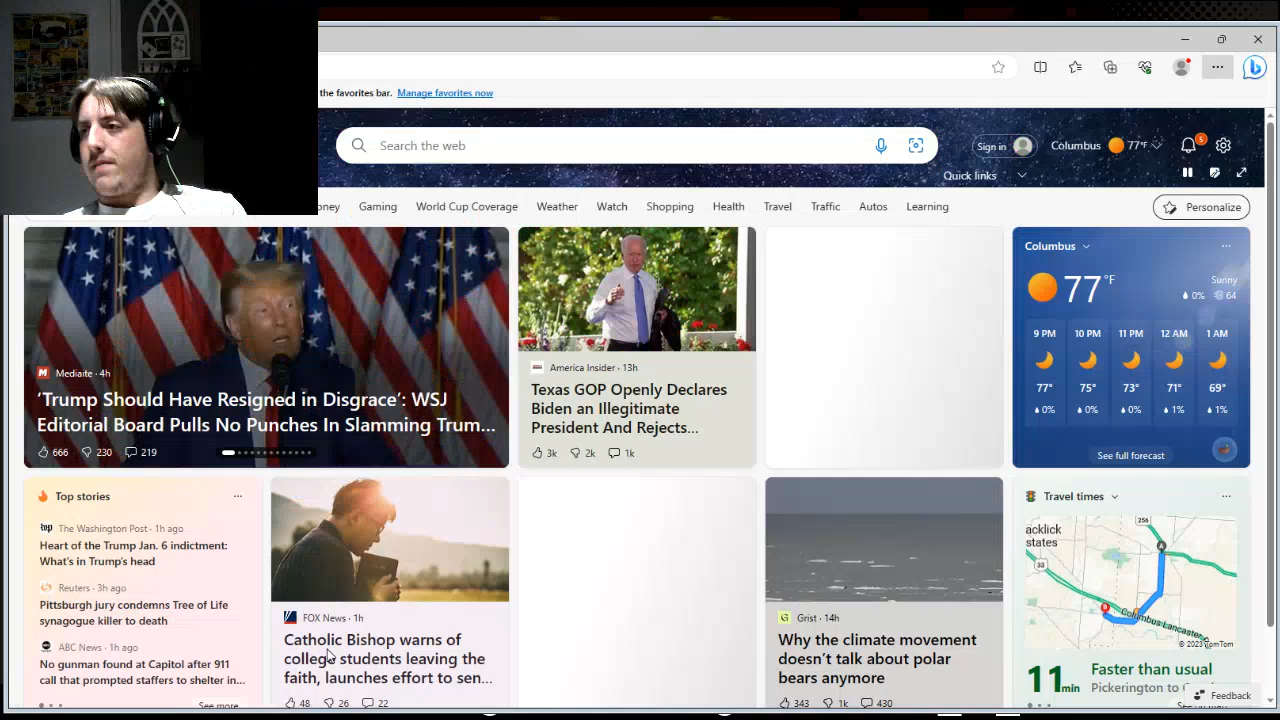 the favorites bar. Manage favorites now
Search the web
Sign in
Columbus 77°F
5
Quick links
oney Gaming World Cup Coverage Weather Watch Shopping Health Travel Traffic Autos Learning
Personalize
Mediaite · 4h
‘Trump Should Have Resigned in Disgrace’: WSJ
Editorial Board Pulls No Punches In Slamming Trum...
666 230 219
America Insider · 13h
Texas GOP Openly Declares
Biden an Illegitimate
President And Rejects...
3k 2k 1k
Columbus
77°F
Sunny
0% 64
9 PM 10 PM 11 PM 12 AM 1 AM
77° 75° 73° 71° 69°
0% 0% 0% 1% 1%
See full forecast
Top stories
The Washington Post · 1h ago
Heart of the Trump Jan. 6 indictment:
What’s in Trump’s head
Reuters · 3h ago
Pittsburgh jury condemns Tree of Life
synagogue killer to death
ABC News · 1h ago
No gunman found at Capitol after 911
call that prompted staffers to shelter in...
See more
FOX News · 1h
Catholic Bishop warns of
college students leaving the
faith, launches effort to sen...
48 26 22
Grist · 14h
Why the climate movement
doesn’t talk about polar
bears anymore
343 1k 430
Travel times
256
acklick
states
33
Columbus Lancaster
© 2023 TomTom
11 min
Faster than usual
Pickerington to
Feedback